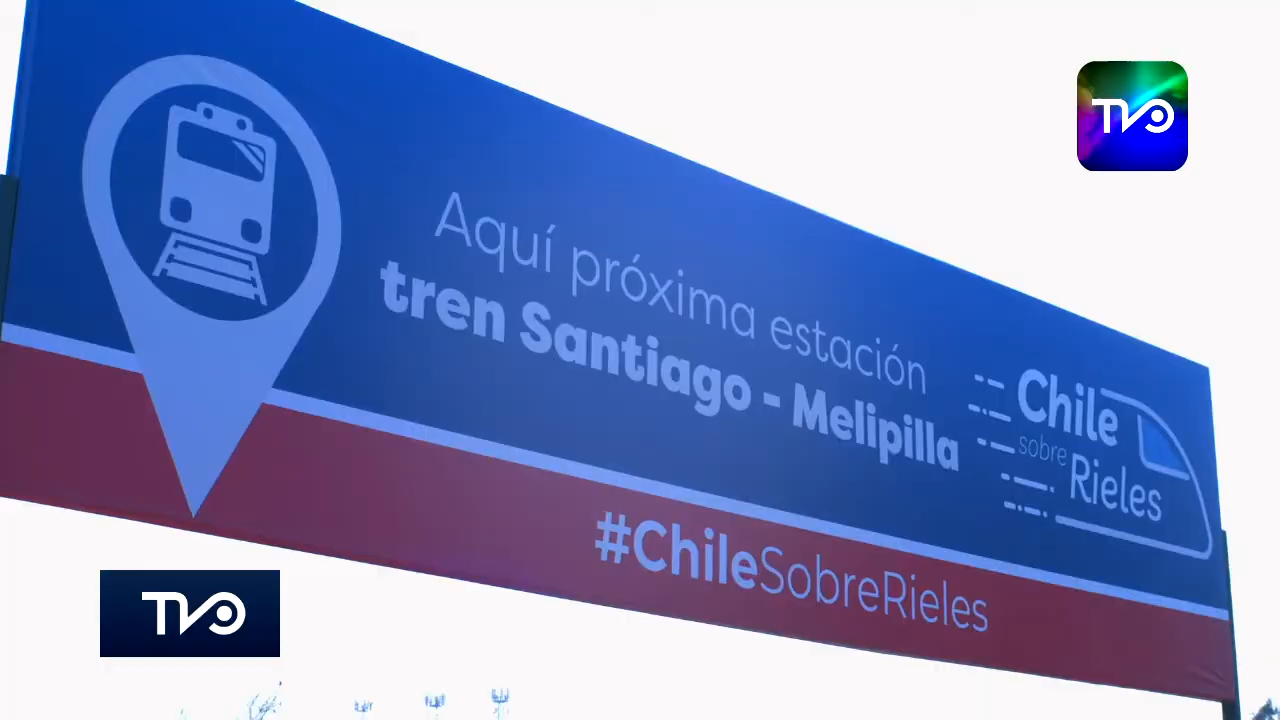 TVO
Aquí próxima estación
tren Santiago - Melipilla
Chile
sobre
Rieles
#ChileSobreRieles
TVO